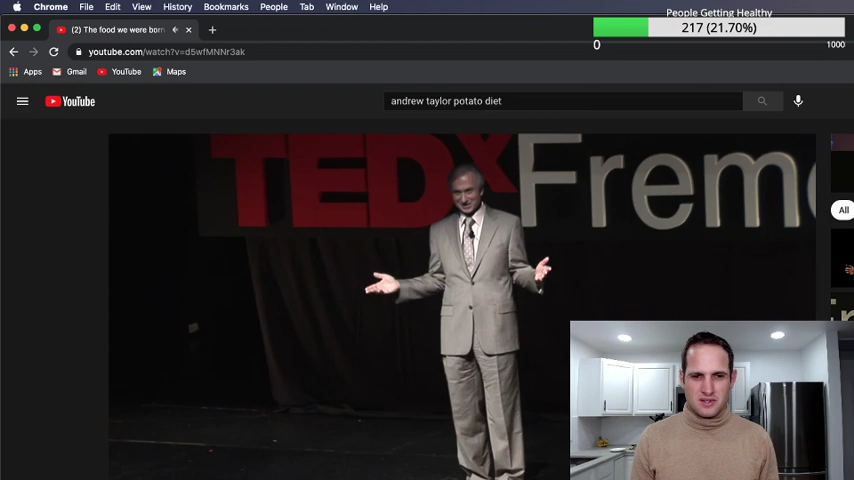 Chrome File Edit View History Bookmarks People Tab Window Help
People Getting Healthy
217 (21.70%)
0 1000
(2) The food we were born
youtube.com/watch?v=d5wfMNNr3ak
Apps Gmail YouTube Maps
YouTube
andrew taylor potato diet
TEDxFrem
All